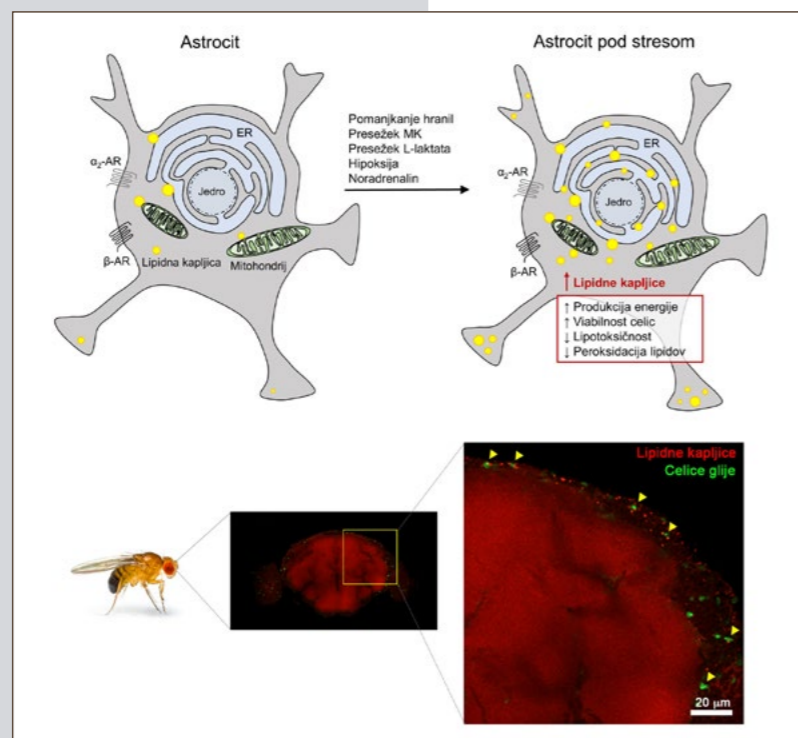 Astrocit
Astrocit pod stresom
ER
α₂-AR
Jedro
β-AR
Lipidna kapljica
Mitohondrij
Pomanjkanje hranil
Presežek MK
Presežek L-laktata
Hipoksija
Noradrenalin
ER
α₂-AR
Jedro
β-AR
↑ Lipidne kapljice
↑ Produkcija energije
↑ Viabilnost celic
↓ Lipotoksičnost
↓ Peroksidacija lipidov
Lipidne kapljice
Celice glije
20 µm